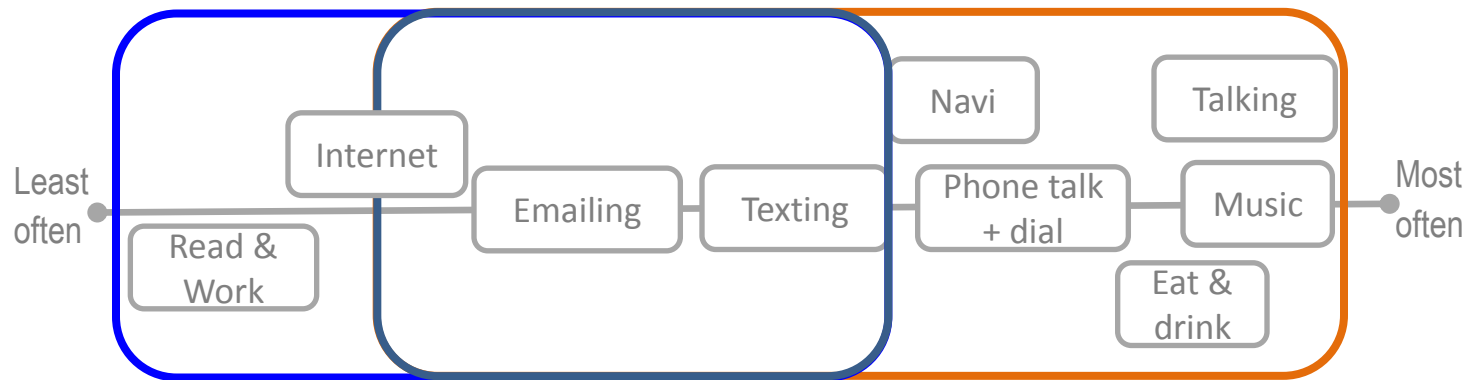 Least
often
Read &
Work
Internet
Emailing
Texting
Navi
Phone talk
+ dial
Talking
Music
Eat &
drink
Most
often